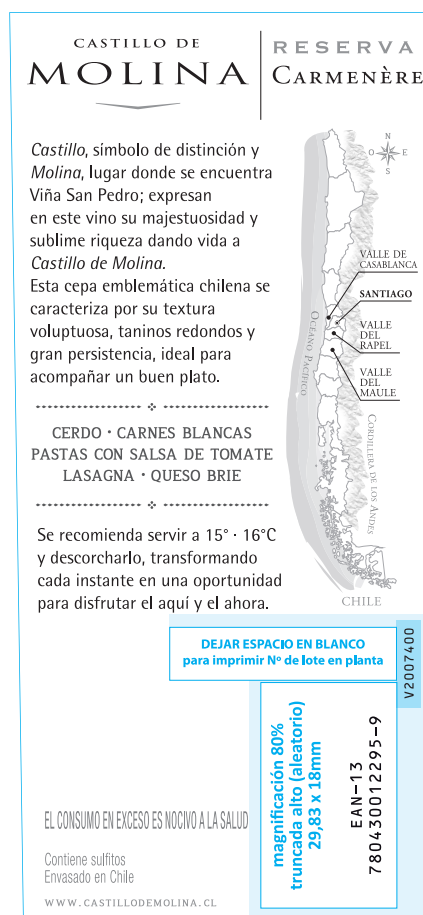 CASTILLO DE
MOLINA
RESERVA
CARMENÈRE
Castillo, símbolo de distinción y
Molina, lugar donde se encuentra
Viña San Pedro; expresan
en este vino su majestuosidad y
sublime riqueza dando vida a
Castillo de Molina.
Esta cepa emblemática chilena se
caracteriza por su textura
voluptuosa, taninos redondos y
gran persistencia, ideal para
acompañar un buen plato.
CERDO · CARNES BLANCAS
PASTAS CON SALSA DE TOMATE
LASAGNA · QUESO BRIE
Se recomienda servir a 15° · 16°C
y descorcharlo, transformando
cada instante en una oportunidad
para disfrutar el aquí y el ahora.
N
O
E
S
VALLE DE
CASABLANCA
SANTIAGO
VALLE
DEL
RAPEL
VALLE
DEL
MAULE
OCEANO PACIFICO
CORDILLERA DE LOS ANDES
CHILE
DEJAR ESPACIO EN BLANCO
para imprimir Nº de lote en planta
V2007400
magnificación 80%
truncada alto (aleatorio)
29,83 x 18mm
EAN-13
780430012295-9
EL CONSUMO EN EXCESO ES NOCIVO A LA SALUD
Contiene sulfitos
Envasado en Chile
WWW.CASTILLODEMOLINA.CL